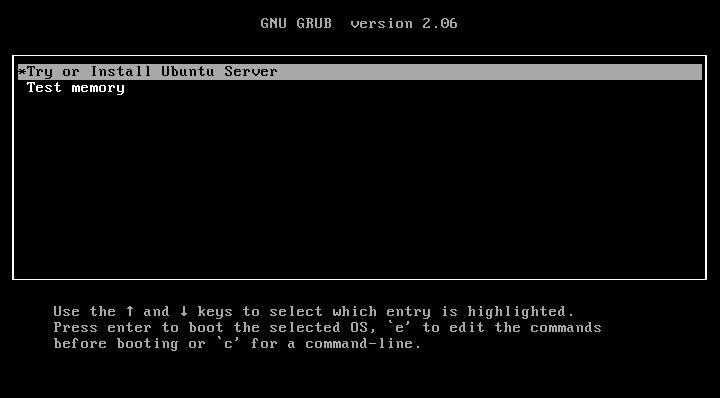 GNU GRUB  version 2.06
*Try or Install Ubuntu Server
Test memory
Use the ↑ and ↓ keys to select which entry is highlighted.
Press enter to boot the selected OS, `e' to edit the commands
before booting or `c' for a command-line.